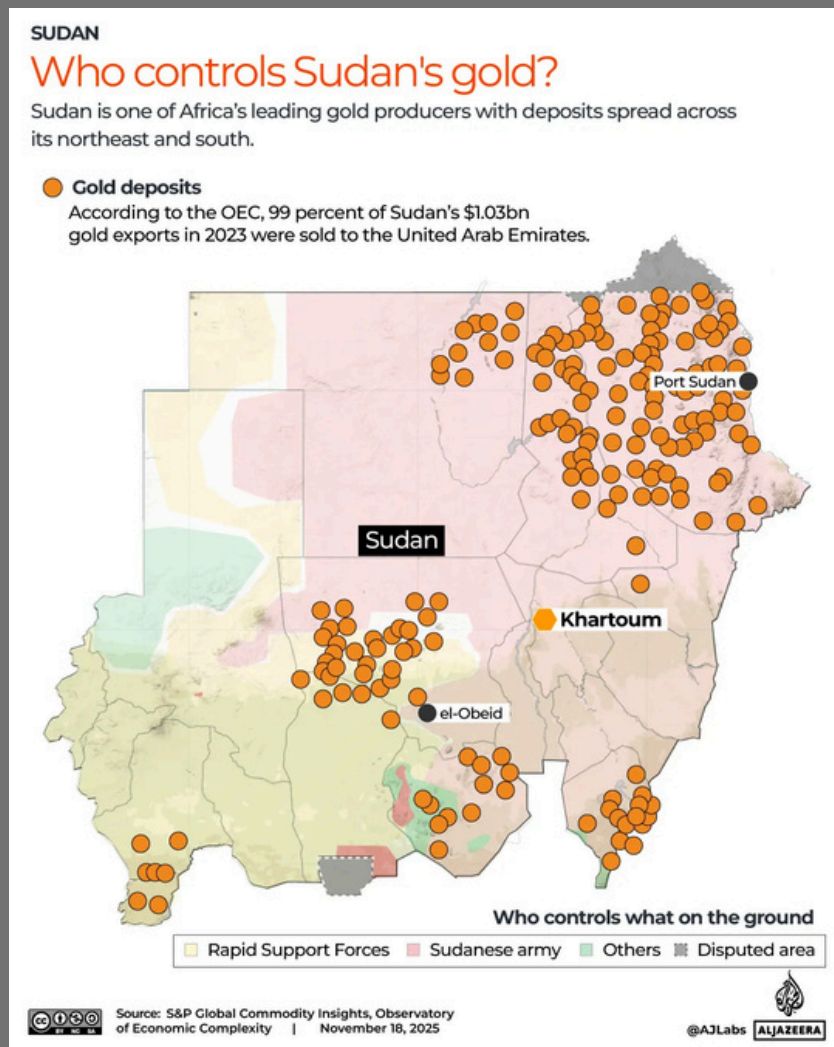 SUDAN
Who controls Sudan's gold?
Sudan is one of Africa's leading gold producers with deposits spread across
its northeast and south.
Gold deposits
According to the OEC, 99 percent of Sudan's $1.03bn
gold exports in 2023 were sold to the United Arab Emirates.
Port Sudan
Sudan
Khartoum
el-Obeid
Who controls what on the ground
Rapid Support Forces Sudanese army Others Disputed area
Source: S&P Global Commodity Insights, Observatory
of Economic Complexity | November 18, 2025
@AJLabs ALJAZEERA
CC BY NC SA